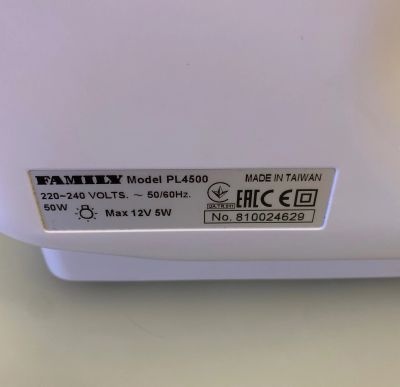 FAMILY Model PL4500 MADE IN TAIWAN
220~240 VOLTS. ~ 50/60Hz.
50W Max 12V 5W
EAC CE
No. 810024629